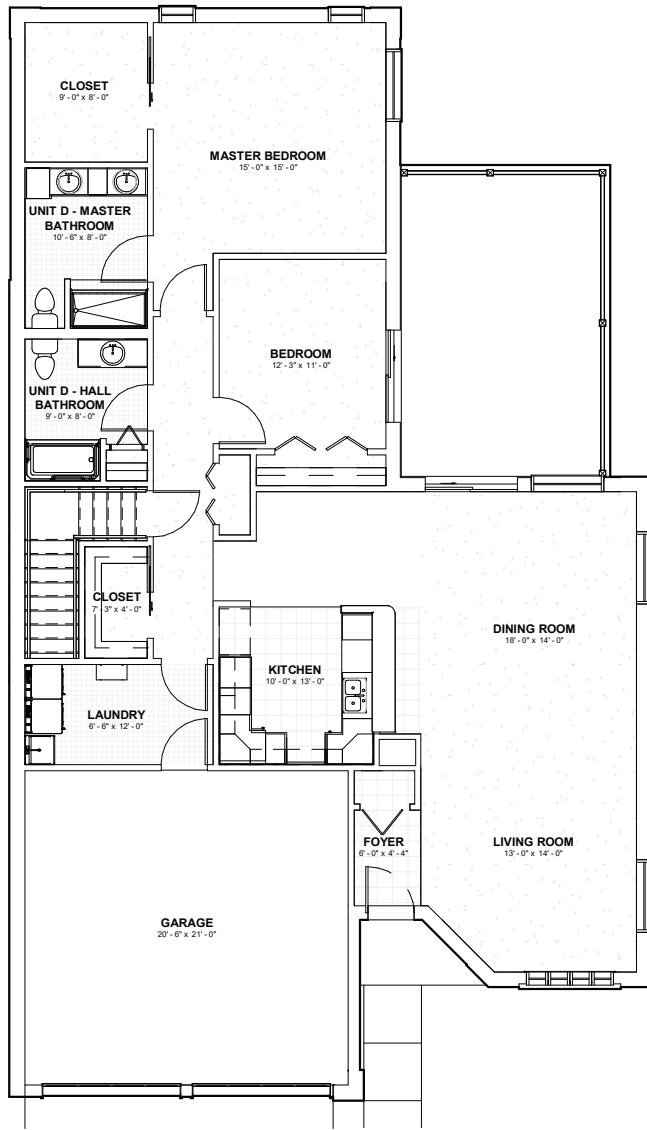 CLOSET
9' - 0" x 8' - 0"
MASTER BEDROOM
15' - 0" x 15' - 0"
UNIT D - MASTER
BATHROOM
10' - 6" x 8' - 0"
BEDROOM
12' - 3" x 11' - 0"
UNIT D - HALL
BATHROOM
9' - 0" x 8' - 0"
CLOSET
7' - 3" x 4' - 0"
DINING ROOM
18' - 0" x 14' - 0"
KITCHEN
10' - 0" x 13' - 0"
LAUNDRY
6' - 6" x 12' - 0"
FOYER
6' - 0" x 4' - 4"
LIVING ROOM
13' - 0" x 14' - 0"
GARAGE
20' - 6" x 21' - 0"